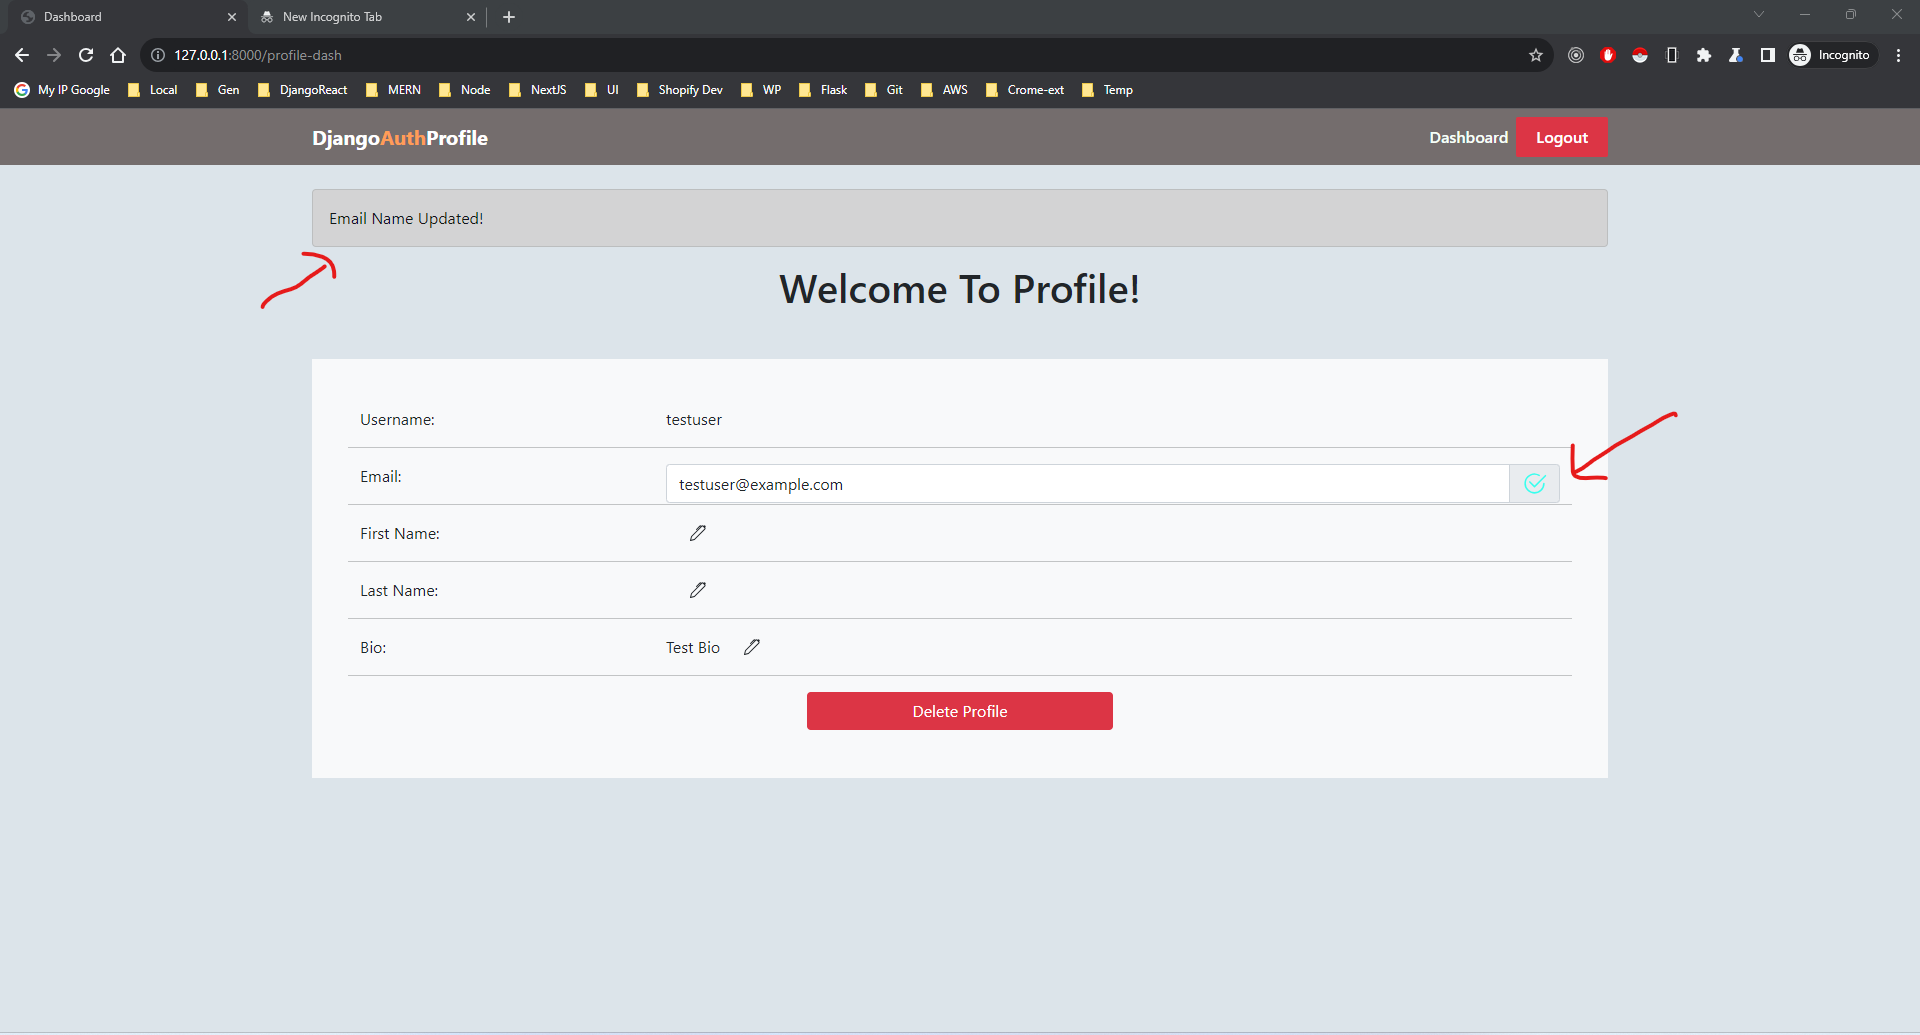 Dashboard New Incognito Tab
127.0.0.1:8000/profile-dash Incognito
My IP Google Local Gen DjangoReact MERN Node NextJS UI Shopify Dev WP Flask Git AWS Crome-ext Temp
DjangoAuthProfile Dashboard Logout
Email Name Updated!
Welcome To Profile!
Username: testuser
Email: testuser@example.com
First Name:
Last Name:
Bio: Test Bio
Delete Profile